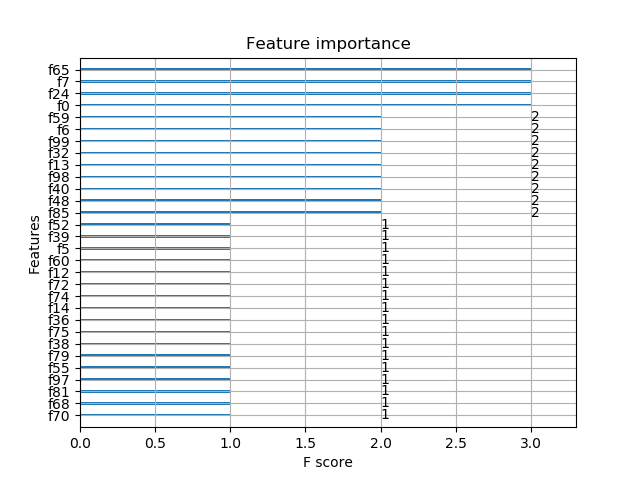 Feature importance
Features
f65
f7
f24
f0
f59 2
f6 2
f99 2
f32 2
f13 2
f98 2
f40 2
f48 2
f85 2
f52 1
f39 1
f5 1
f60 1
f12 1
f72 1
f74 1
f14 1
f36 1
f75 1
f38 1
f79 1
f55 1
f97 1
f81 1
f68 1
f70 1
0.0 0.5 1.0 1.5 2.0 2.5 3.0
F score